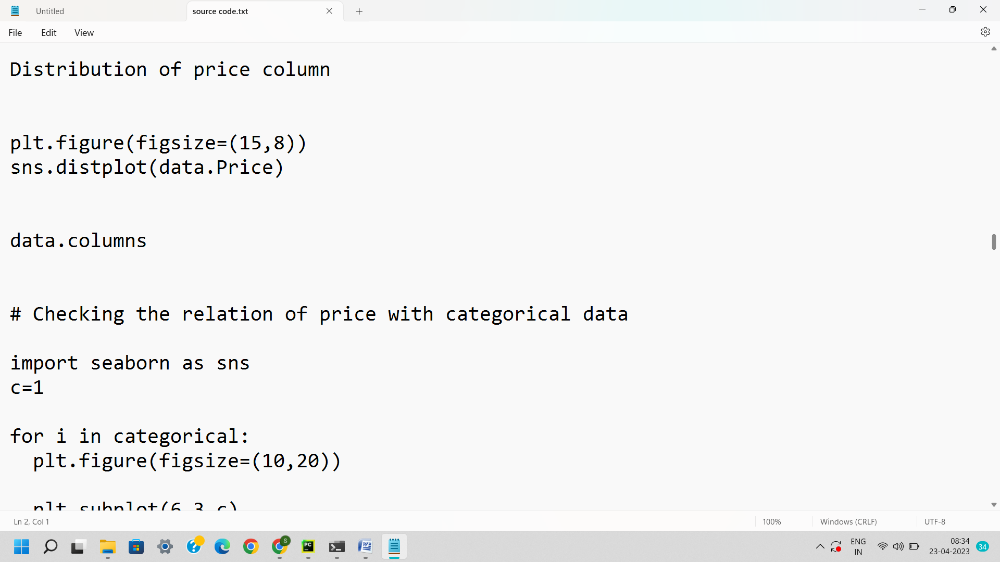 Untitled
source code.txt
File Edit View
Distribution of price column
plt.figure(figsize=(15,8))
sns.distplot(data.Price)
data.columns
# Checking the relation of price with categorical data
import seaborn as sns
c=1
for i in categorical:
  plt.figure(figsize=(10,20))
  plt.subplot(6,3,c)
Ln 2, Col 1
100%
Windows (CRLF)
UTF-8
S
PC
W
ENG
IN
08:34
23-04-2023
34